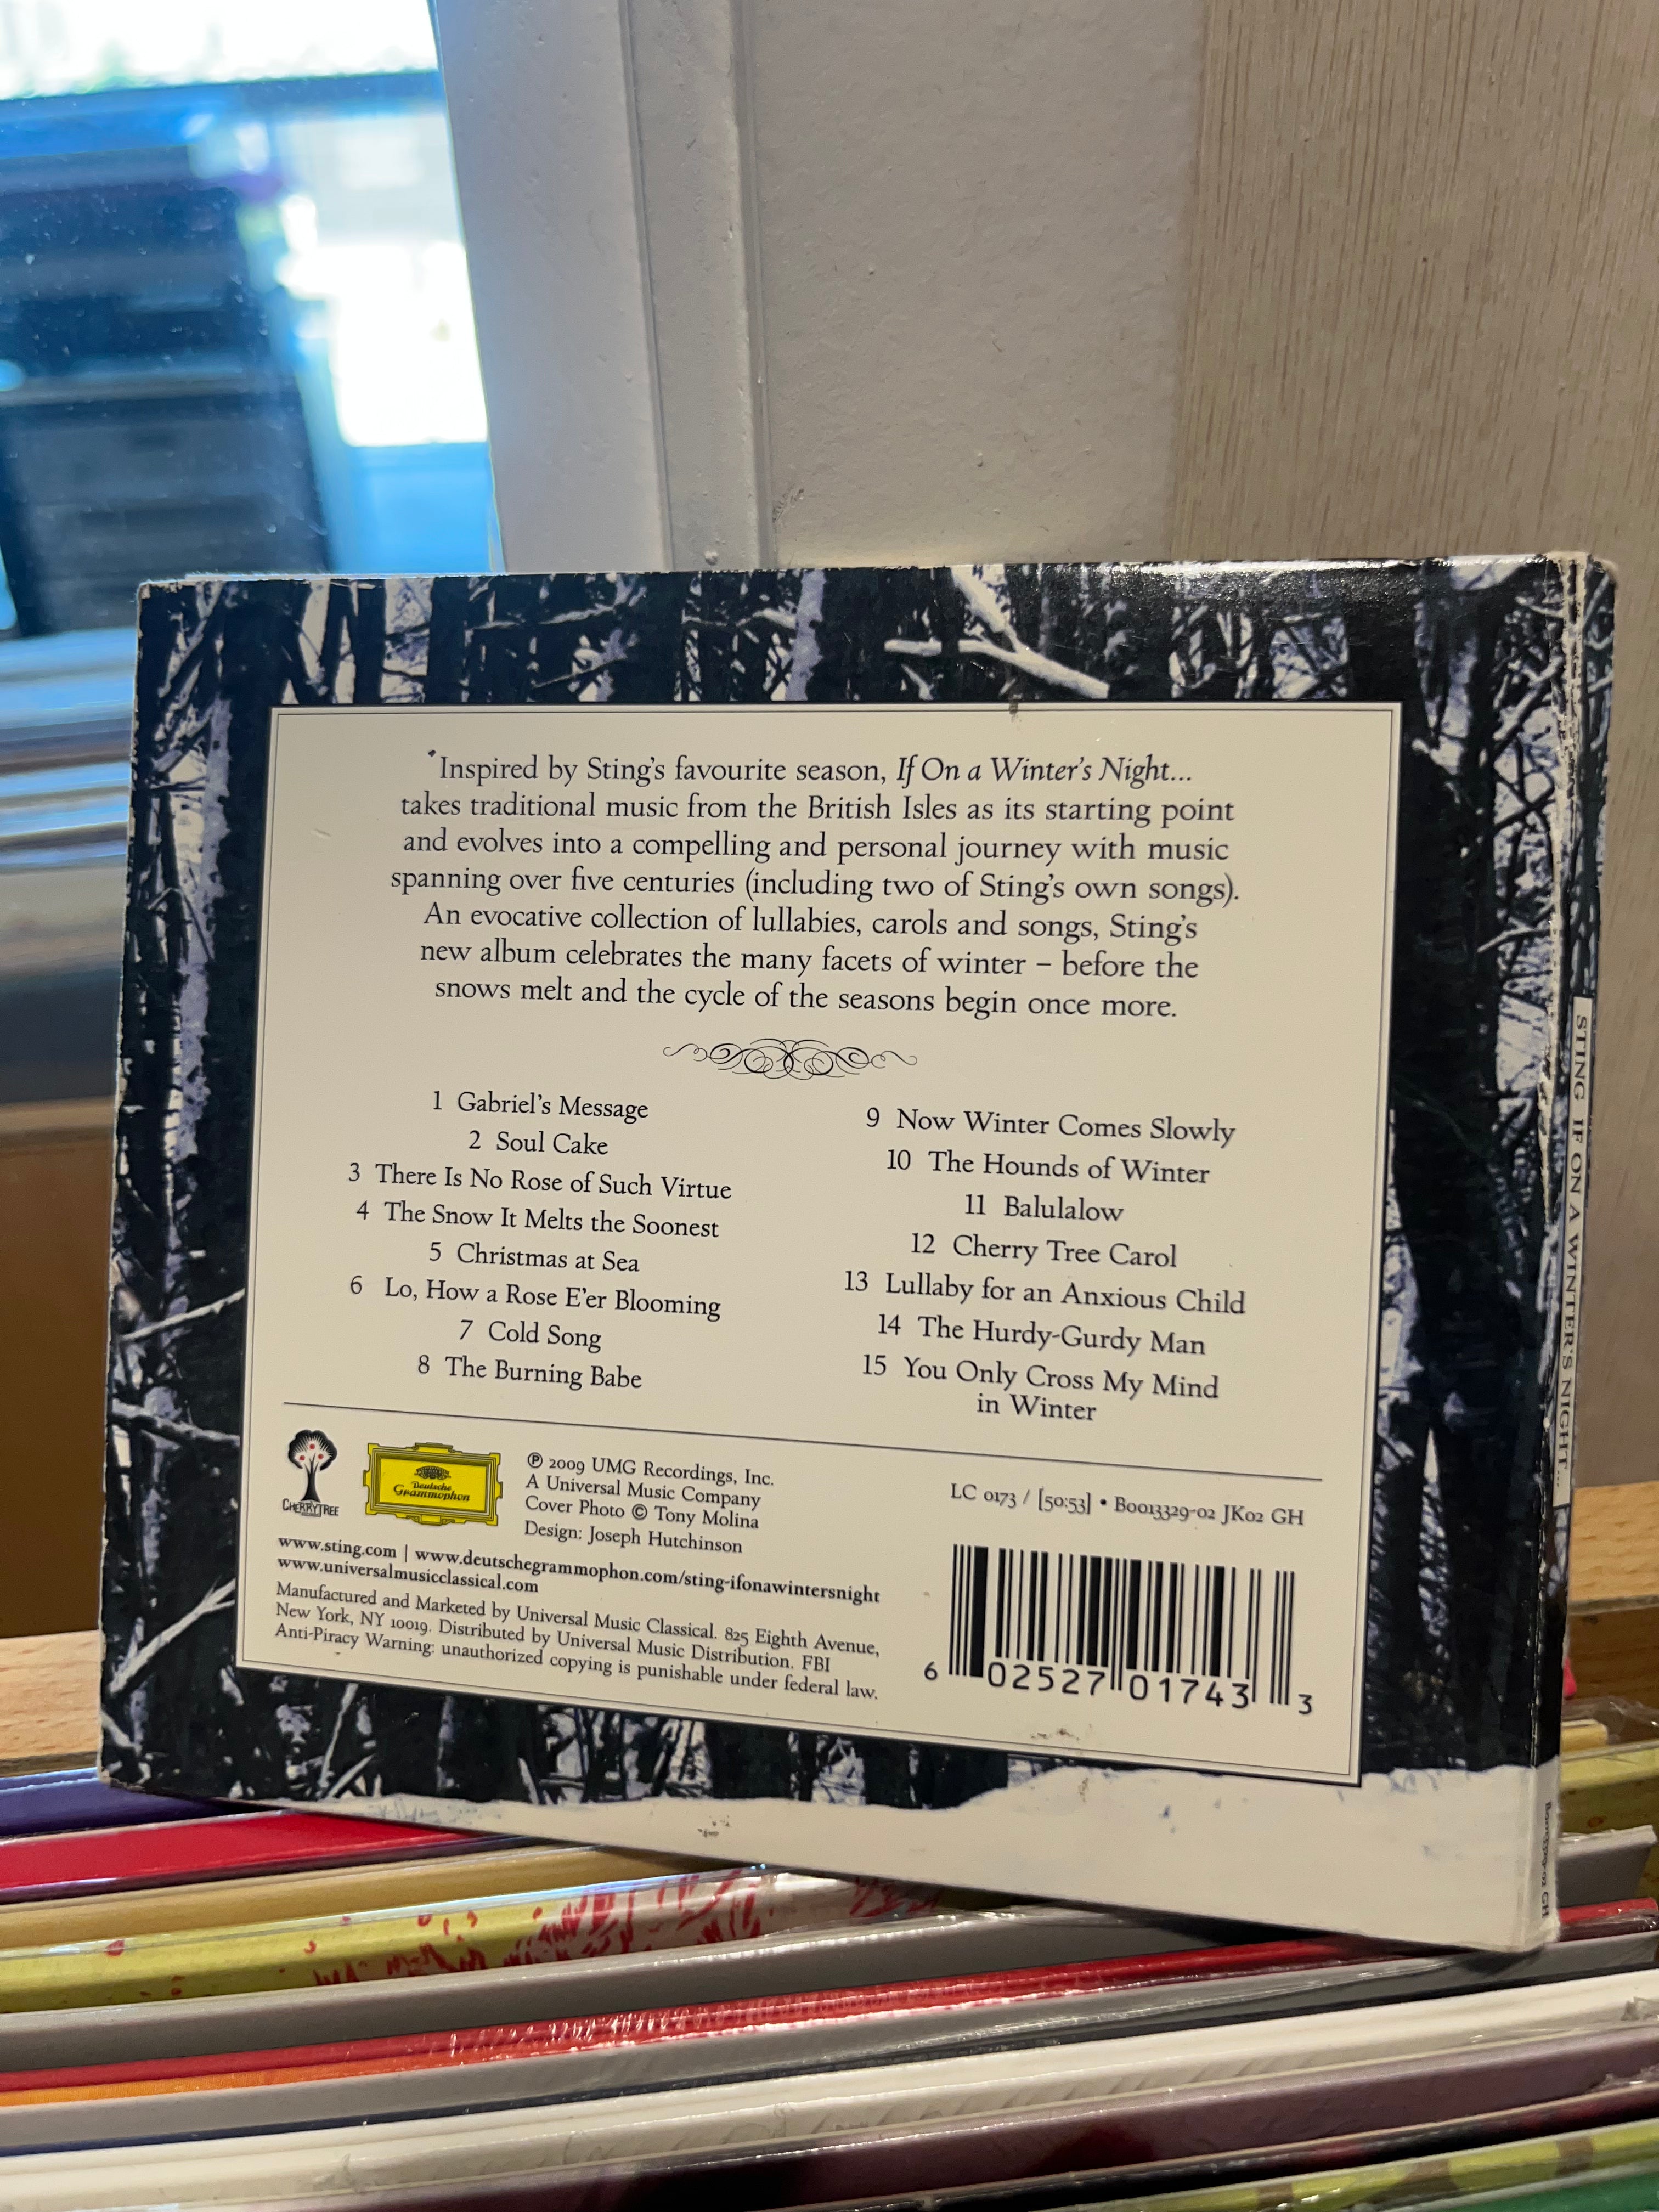 Inspired by Sting's favourite season, If On a Winter's Night...
takes traditional music from the British Isles as its starting point
and evolves into a compelling and personal journey with music
spanning over five centuries (including two of Sting's own songs).
An evocative collection of lullabies, carols and songs, Sting's
new album celebrates the many facets of winter – before the
snows melt and the cycle of the seasons begin once more.
1 Gabriel's Message
2 Soul Cake
3 There Is No Rose of Such Virtue
4 The Snow It Melts the Soonest
5 Christmas at Sea
6 Lo, How a Rose E'er Blooming
7 Cold Song
8 The Burning Babe
9 Now Winter Comes Slowly
10 The Hounds of Winter
11 Balulalow
12 Cherry Tree Carol
13 Lullaby for an Anxious Child
14 The Hurdy-Gurdy Man
15 You Only Cross My Mind
in Winter
CHERRYTREE
Deutsche
Grammophon
℗ 2009 UMG Recordings, Inc.
A Universal Music Company
Cover Photo © Tony Molina
Design: Joseph Hutchinson
LC 0173 / [50:53] • B0013329-02 JK02 GH
www.sting.com | www.deutschegrammophon.com/sting-ifonawintersnight
www.universalmusicclassical.com
Manufactured and Marketed by Universal Music Classical. 825 Eighth Avenue,
New York, NY 10019. Distributed by Universal Music Distribution. FBI
Anti-Piracy Warning: unauthorized copying is punishable under federal law.
6 02527 01743 3
STING IF ON A WINTER'S NIGHT...
B0013329-02 GH